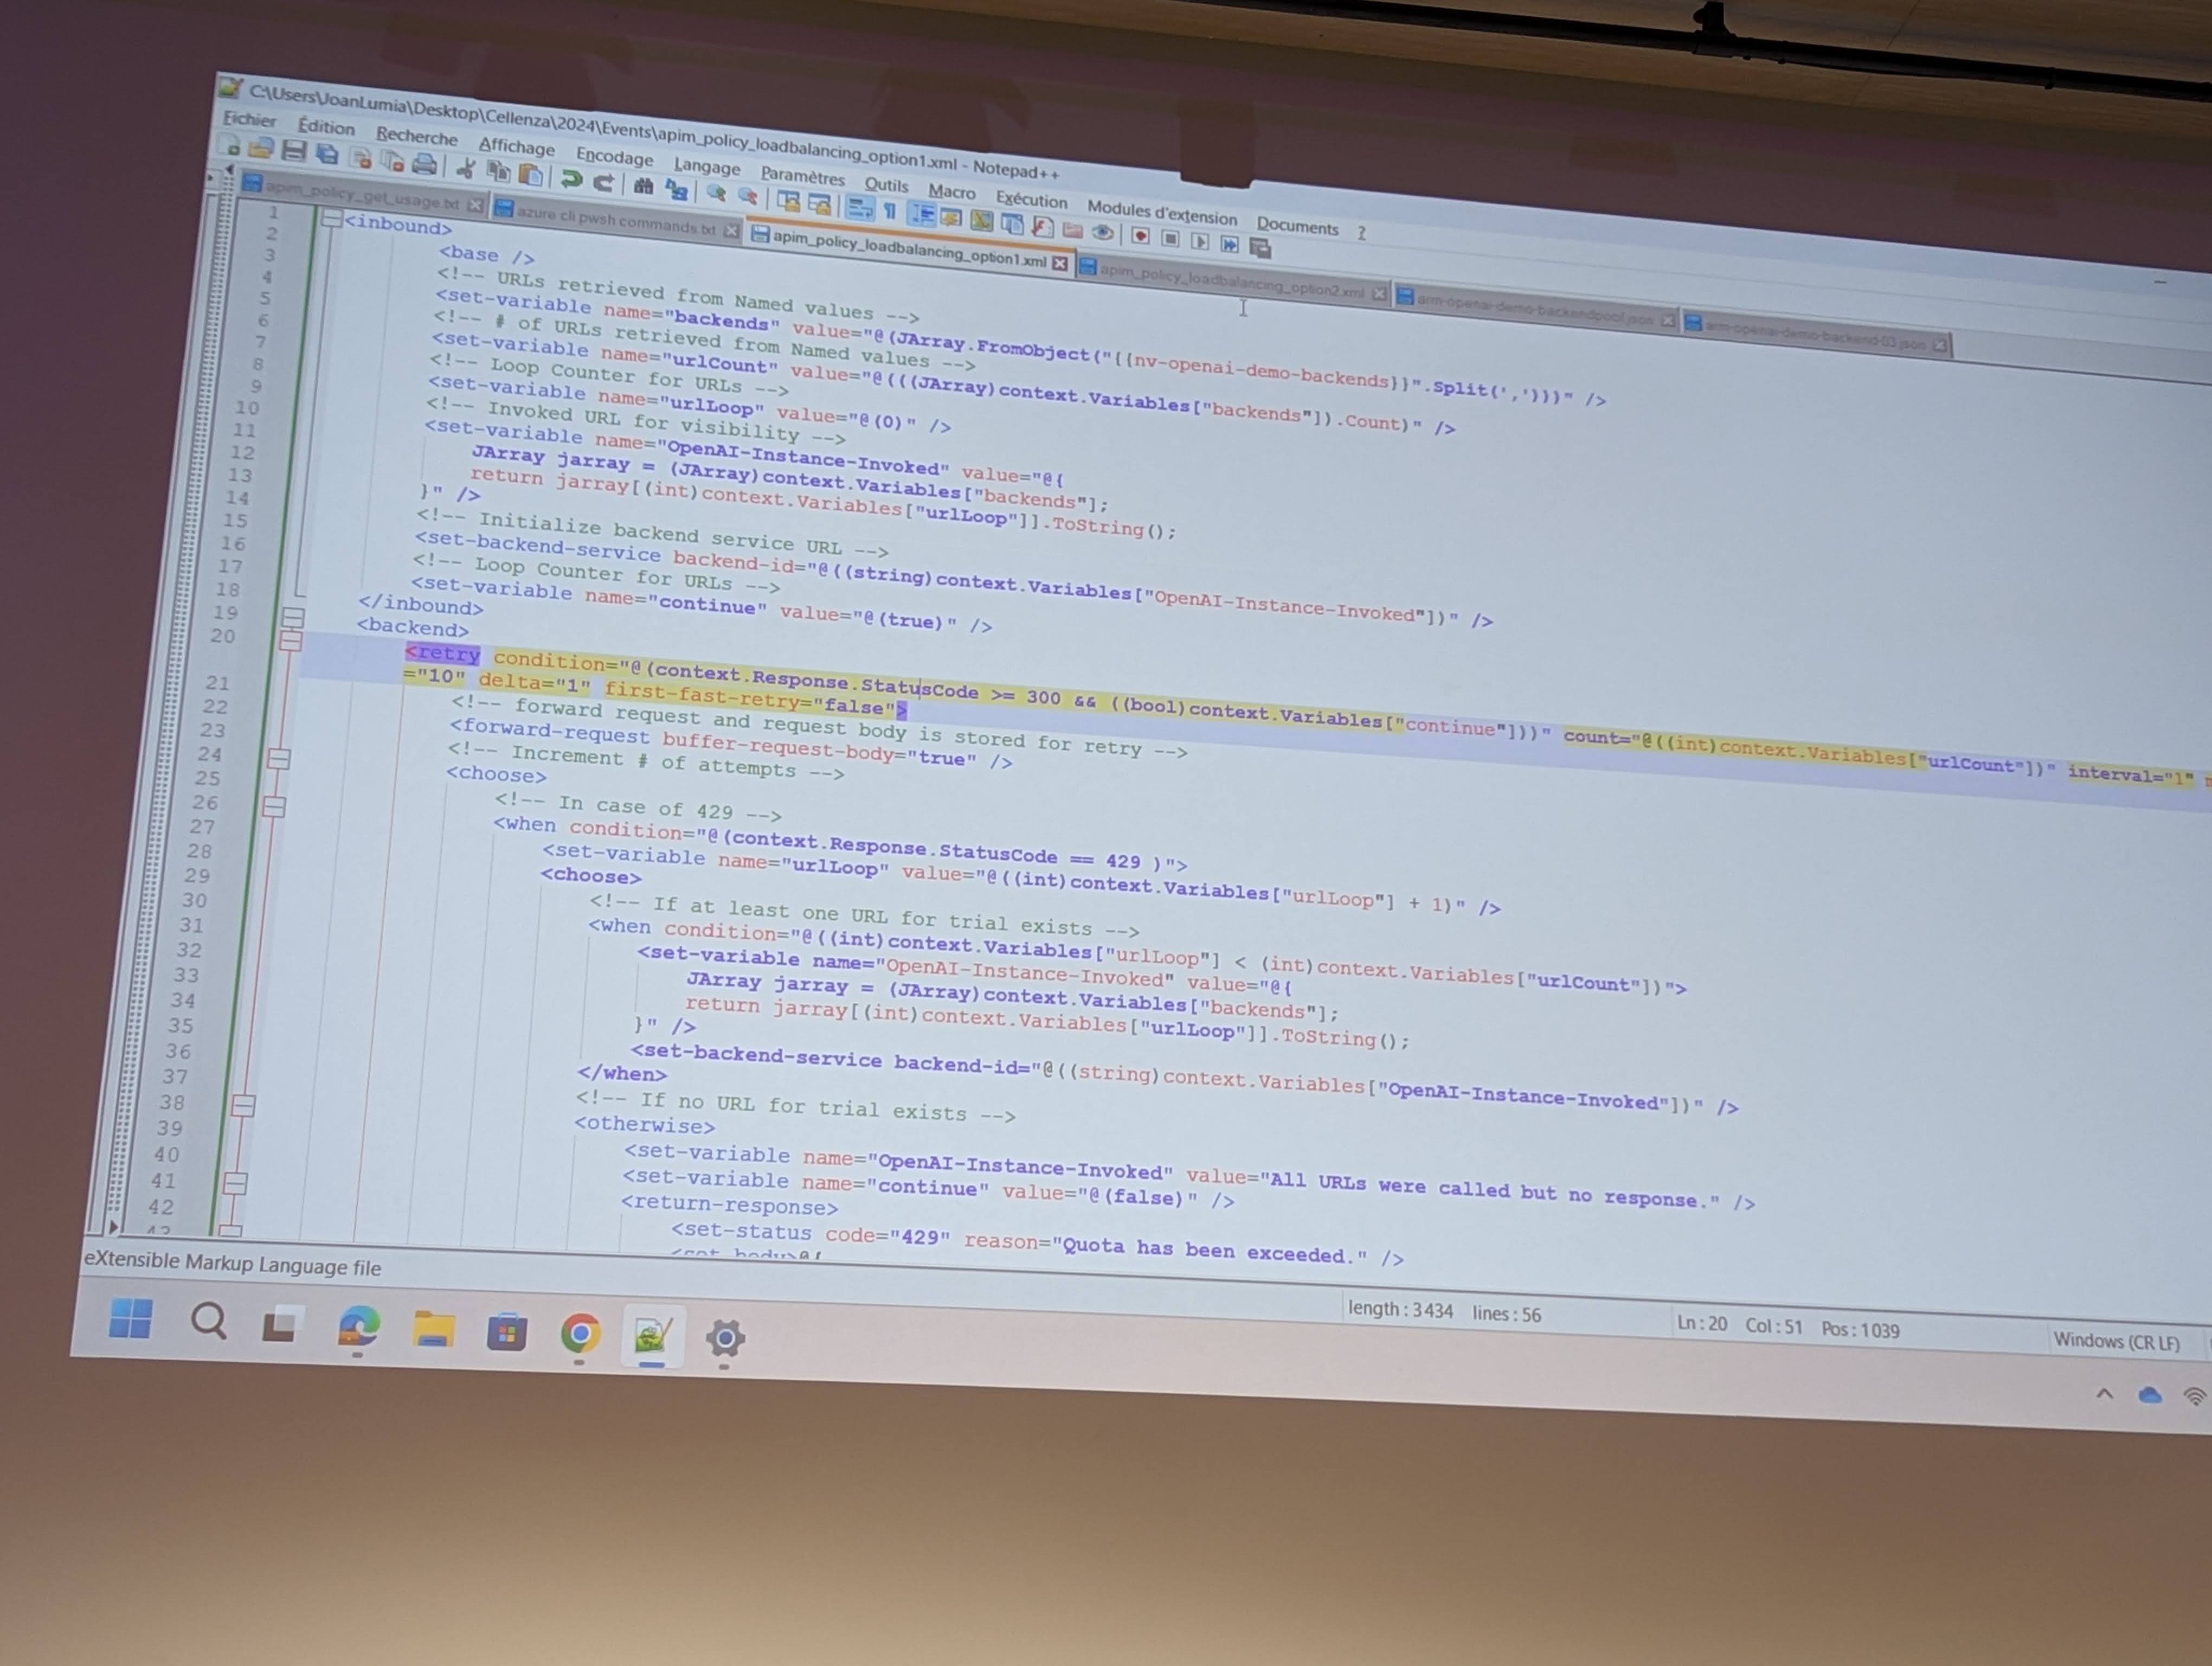 C:\Users\JoanLumia\Desktop\Cellenza\2024\Events\apim_policy_loadbalancing_option1.xml - Notepad++
Fichier Édition Recherche Affichage Encodage Langage Paramètres Outils Macro Exécution Modules d'extension Documents ?
apim_policy_get_usage.txt azure cli pwsh commands.txt apim_policy_loadbalancing_option1.xml apim_policy_loadbalancing_option2.xml arm-openai-demo-backendpool.json arm-openai-demo-backend-03.json
1 <inbound>
2 <base />
3 <!-- URLs retrieved from Named values -->
4 <set-variable name="backends" value="@(JArray.FromObject("{{nv-openai-demo-backends}}".Split(',')))" />
5 <!-- # of URLs retrieved from Named values -->
6 <set-variable name="urlCount" value="@(((JArray)context.Variables["backends"]).Count)" />
7 <!-- Loop Counter for URLs -->
8 <set-variable name="urlLoop" value="@(0)" />
9 <!-- Invoked URL for visibility -->
10 <set-variable name="OpenAI-Instance-Invoked" value="@{
11 JArray jarray = (JArray)context.Variables["backends"];
12 return jarray[(int)context.Variables["urlLoop"]].ToString();
13 }" />
14 <!-- Initialize backend service URL -->
15 <set-backend-service backend-id="@((string)context.Variables["OpenAI-Instance-Invoked"])" />
16 <!-- Loop Counter for URLs -->
17 <set-variable name="continue" value="@(true)" />
18 </inbound>
19 <backend>
20 <retry condition="@(context.Response.StatusCode >= 300 && ((bool)context.Variables["continue"]))" count="@((int)context.Variables["urlCount"])" interval="1"
="10" delta="1" first-fast-retry="false">
21 <!-- forward request and request body is stored for retry -->
22 <forward-request buffer-request-body="true" />
23 <!-- Increment # of attempts -->
24 <choose>
25 <!-- In case of 429 -->
26 <when condition="@(context.Response.StatusCode == 429 )">
27 <set-variable name="urlLoop" value="@((int)context.Variables["urlLoop"] + 1)" />
28 <choose>
29 <!-- If at least one URL for trial exists -->
30 <when condition="@((int)context.Variables["urlLoop"] < (int)context.Variables["urlCount"])">
31 <set-variable name="OpenAI-Instance-Invoked" value="@{
32 JArray jarray = (JArray)context.Variables["backends"];
33 return jarray[(int)context.Variables["urlLoop"]].ToString();
34 }" />
35 <set-backend-service backend-id="@((string)context.Variables["OpenAI-Instance-Invoked"])" />
36 </when>
37 <!-- If no URL for trial exists -->
38 <otherwise>
39 <set-variable name="OpenAI-Instance-Invoked" value="All URLs were called but no response." />
40 <set-variable name="continue" value="@(false)" />
41 <return-response>
42 <set-status code="429" reason="Quota has been exceeded." />
eXtensible Markup Language file length : 3 434 lines : 56 Ln : 20 Col : 51 Pos : 1 039 Windows (CR LF)